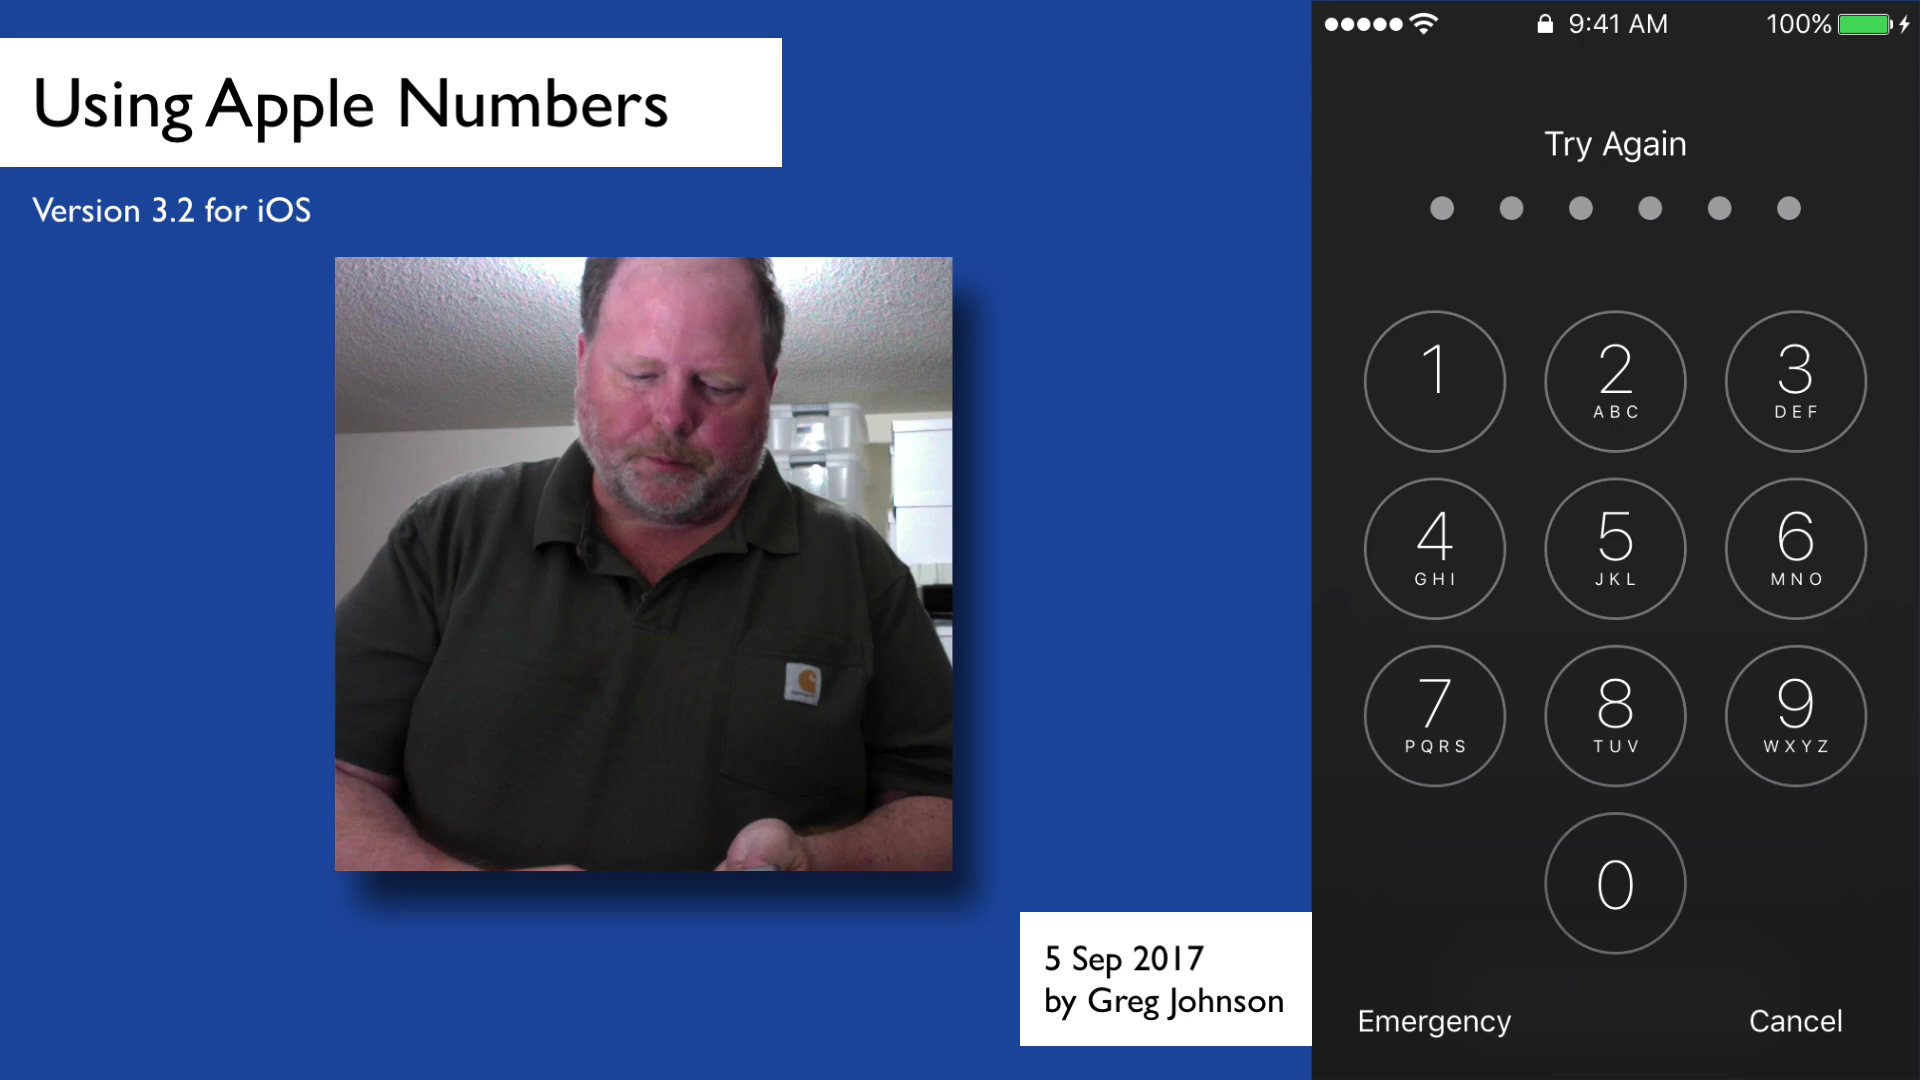 Using Apple Numbers
Version 3.2 for iOS
5 Sep 2017
by Greg Johnson
9:41 AM
100%
Try Again
1
2
ABC
3
DEF
4
GHI
5
JKL
6
MNO
7
PQRS
8
TUV
9
WXYZ
0
Emergency
Cancel